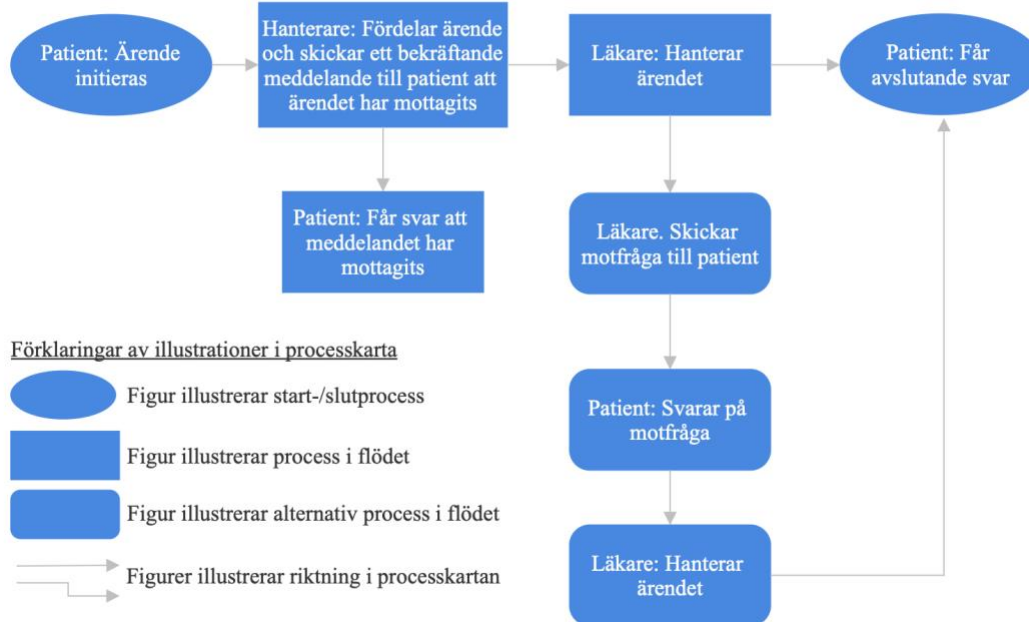 Patient: Ärende
initieras
Hanterare: Fördelar ärende
och skickar ett bekräftande
meddelande till patient att
ärendet har mottagits
Läkare: Hanterar
ärendet
Patient: Får
avslutande svar
Patient: Får svar att
meddelandet har
mottagits
Läkare. Skickar
motfråga till patient
Patient: Svarar på
motfråga
Läkare: Hanterar
ärendet
Förklaringar av illustrationer i processkarta
Figur illustrerar start-/slutprocess
Figur illustrerar process i flödet
Figur illustrerar alternativ process i flödet
Figurer illustrerar riktning i processkartan